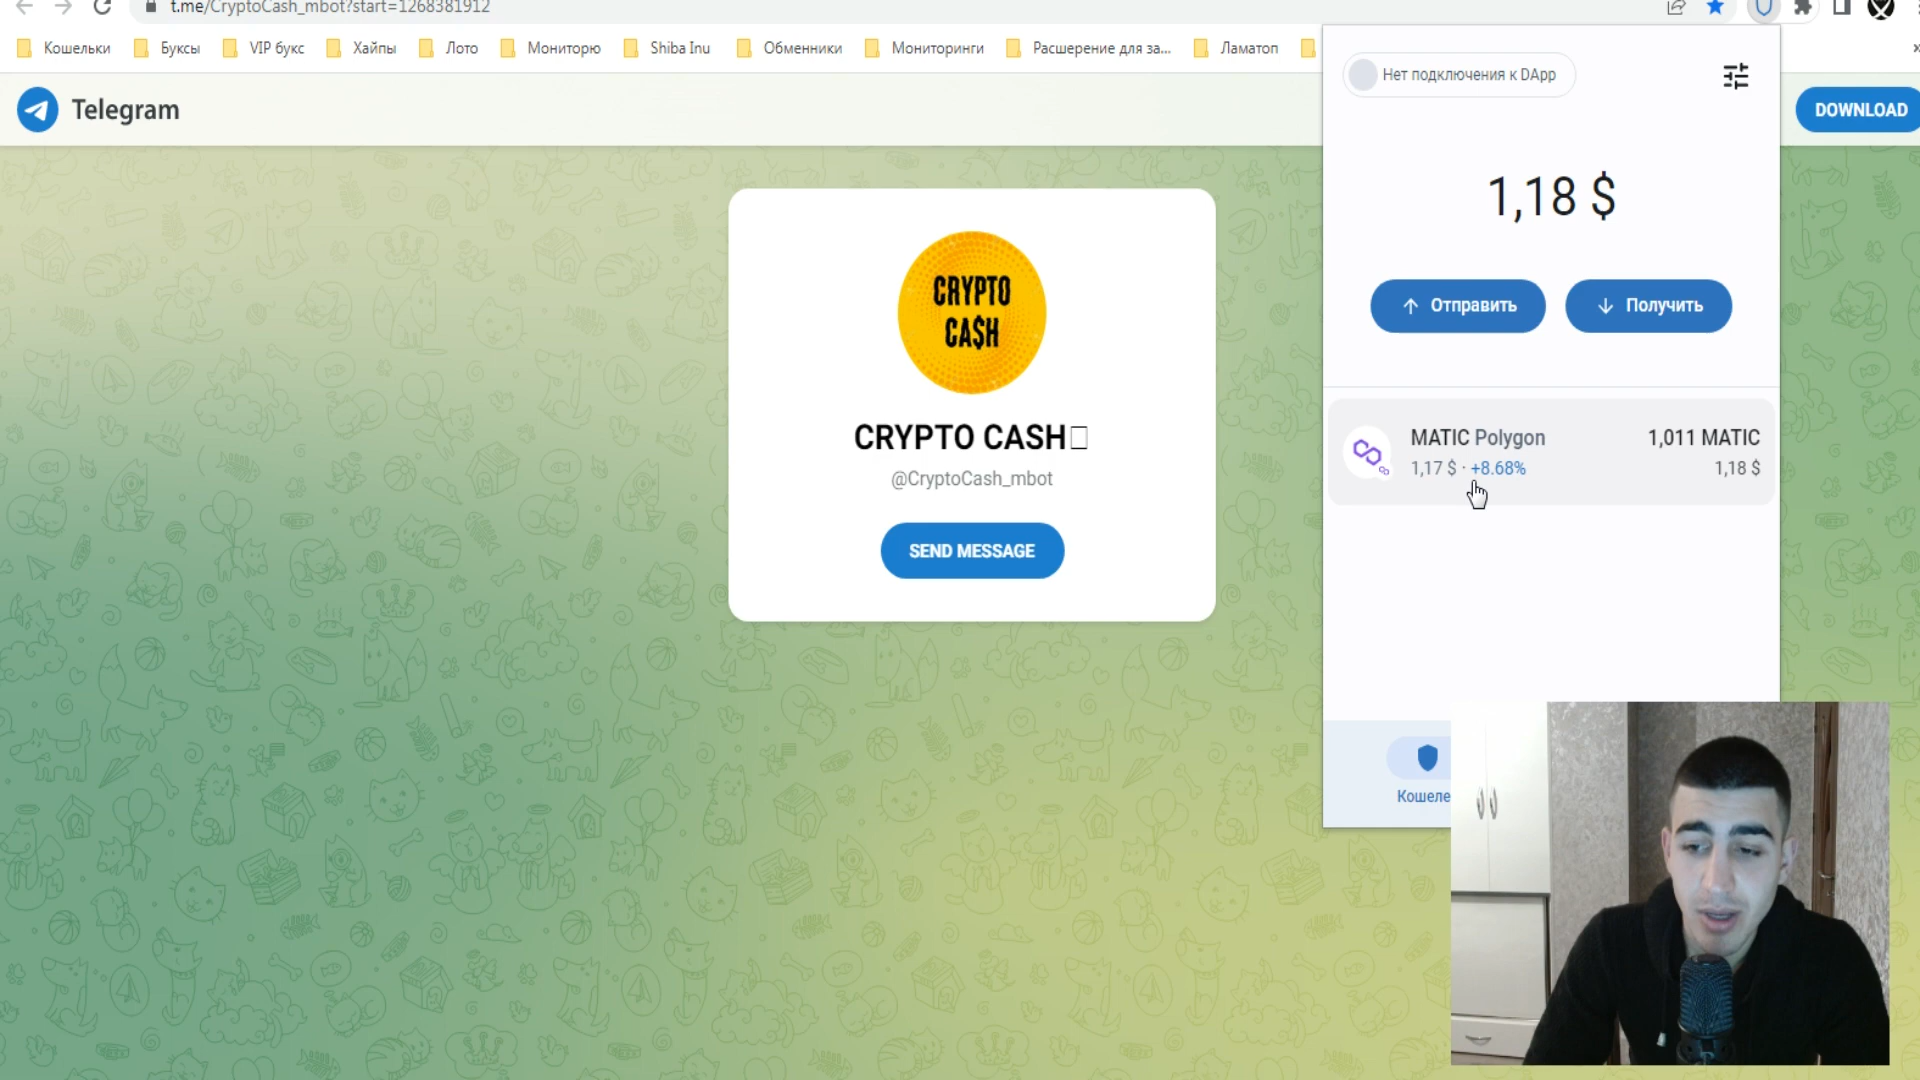 t.me/CryptoCash_mbot?start=1268381912
Кошельки
Буксы
VIP букс
Хайпы
Лото
Мониторю
Shiba Inu
Обменники
Мониторинги
Расшерение для за...
Ламатоп
Telegram
DOWNLOAD
CRYPTO
CA$H
CRYPTO CASH
@CryptoCash_mbot
SEND MESSAGE
Нет подключения к DApp
1,18 $
Отправить
Получить
MATIC Polygon
1,011 MATIC
1,17 $ · +8.68%
1,18 $
Кошеле